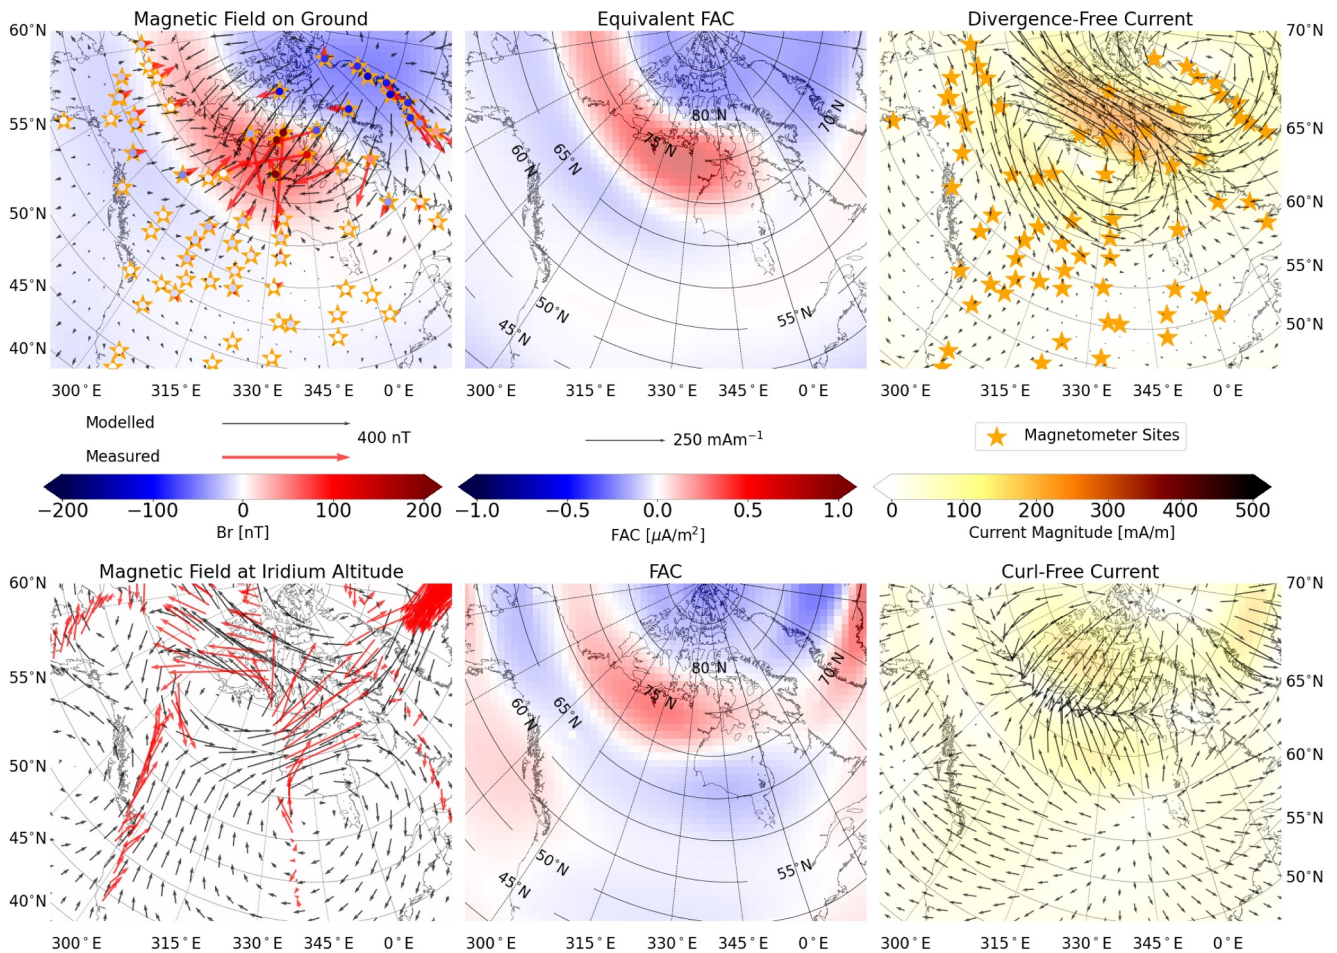 Magnetic Field on Ground
Equivalent FAC
Divergence-Free Current
60°N
55°N
50°N
45°N
40°N
80°N
75°N
70°N
60°N
65°N
50°N
45°N
55°N
70°N
65°N
60°N
55°N
50°N
300°E 315°E 330°E 345°E 0°E
315°E 330°E 345°E 0°E
315°E 330°E 345°E 0°E
300°E
300°E
Modelled
Measured
400 nT
250 mAm⁻¹
Magnetometer Sites
−200 −100 0 100 200
Br [nT]
−1.0 −0.5 0.0 0.5 1.0
FAC [μA/m²]
0 100 200 300 400 500
Current Magnitude [mA/m]
Magnetic Field at Iridium Altitude
FAC
Curl-Free Current
60°N
55°N
50°N
45°N
40°N
80°N
75°N
70°N
60°N
65°N
50°N
45°N
55°N
70°N
65°N
60°N
55°N
50°N
300°E 315°E 330°E 345°E 0°E
300°E 315°E 330°E 345°E 0°E
300°E 315°E 330°E 345°E 0°E